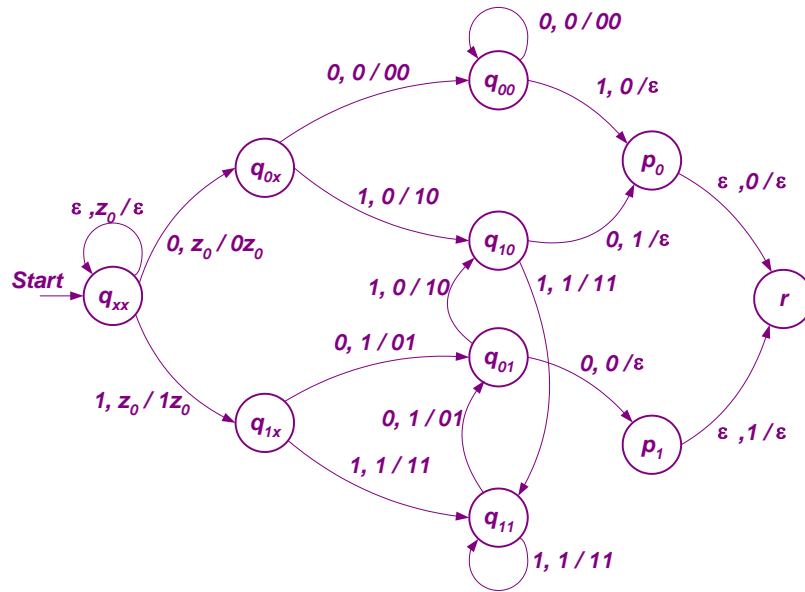 0, 0 / 00
0, 0 / 00
q00
1, 0 / ε
q0x
p0
ε ,0 / ε
1, 0 / 10
ε ,z0 / ε
0, z0 / 0z0
q10
0, 1 / ε
Start
qxx
1, 0 / 10
1, 1 / 11
r
0, 1 / 01
q01
0, 0 / ε
1, z0 / 1z0
q1x
0, 1 / 01
p1
ε ,1 / ε
1, 1 / 11
q11
1, 1 / 11